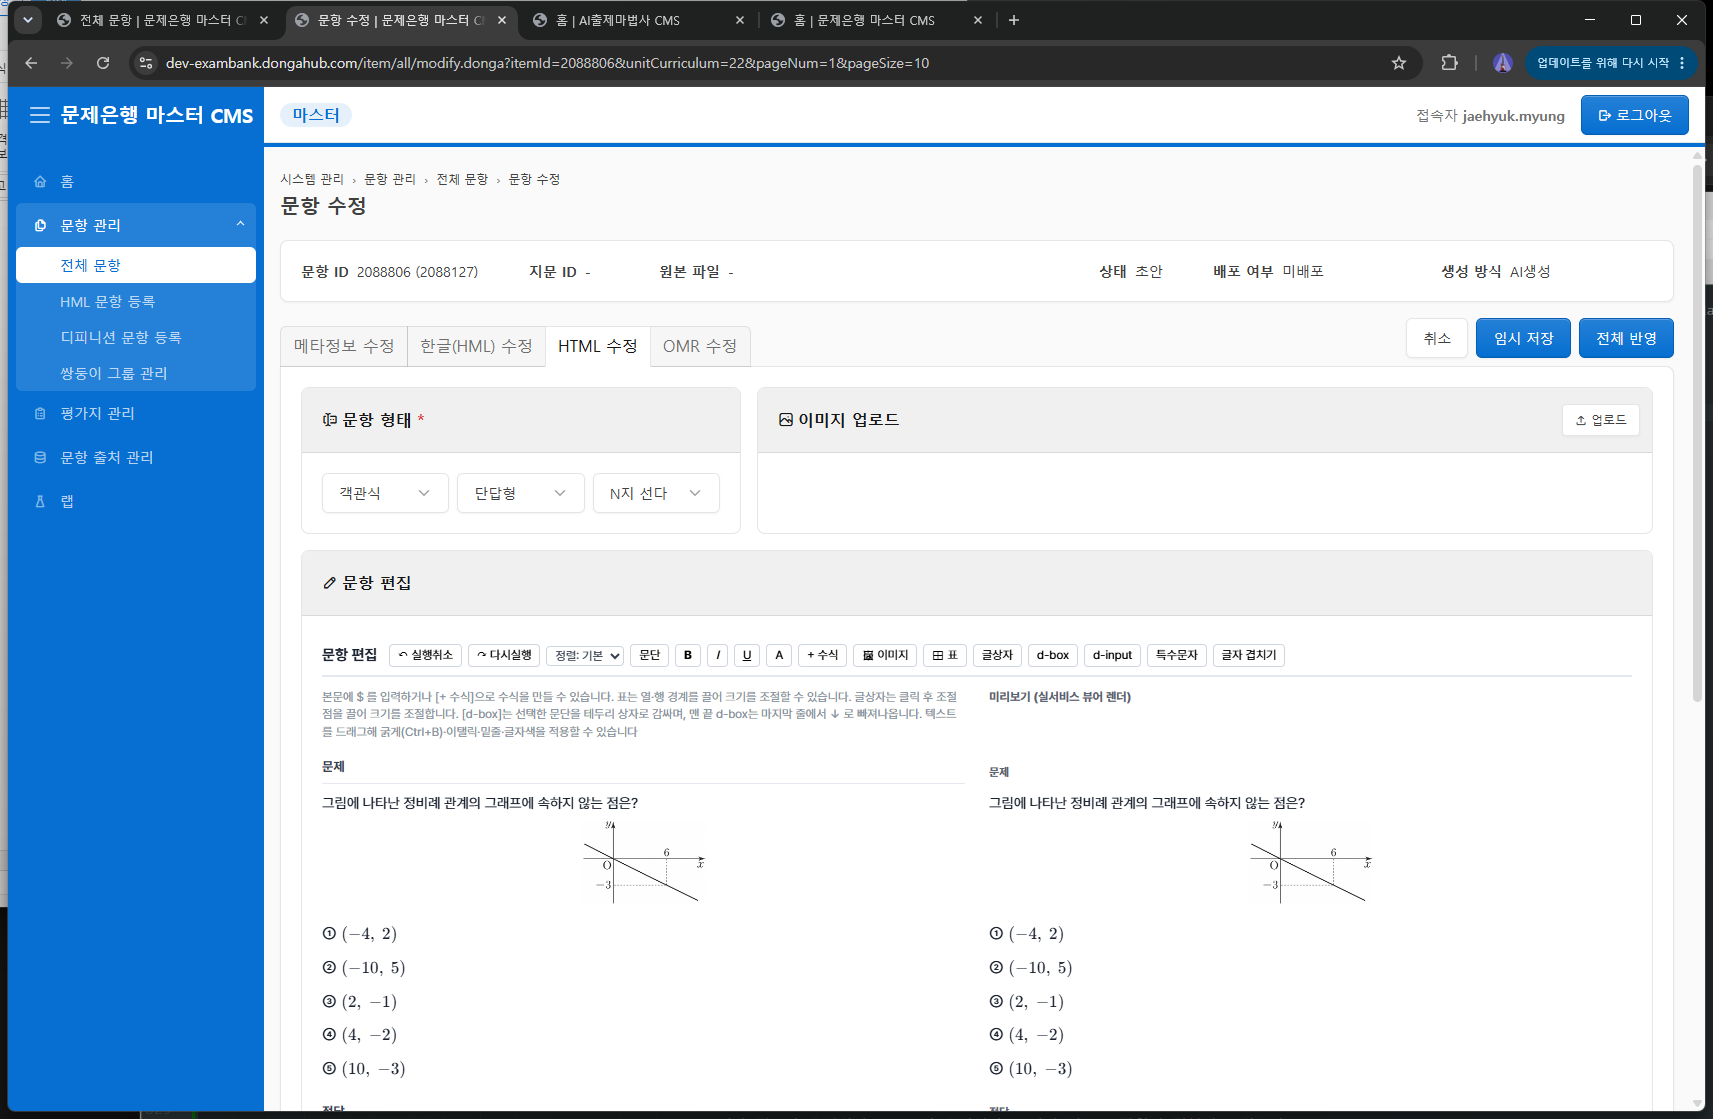 전체 문항 | 문제은행 마스터 C
문항 수정 | 문제은행 마스터 C
홈 | AI출제마법사 CMS
홈 | 문제은행 마스터 CMS
dev-exambank.dongahub.com/item/all/modify.donga?itemId=2088806&unitCurriculum=22&pageNum=1&pageSize=10
업데이트를 위해 다시 시작
문제은행 마스터 CMS
마스터
접속자 jaehyuk.myung
로그아웃
홈
문항 관리
전체 문항
HML 문항 등록
디피니션 문항 등록
쌍둥이 그룹 관리
평가지 관리
문항 출처 관리
랩
시스템 관리 › 문항 관리 › 전체 문항 › 문항 수정
문항 수정
문항 ID 2088806 (2088127) 지문 ID - 원본 파일 - 상태 초안 배포 여부 미배포 생성 방식 AI생성
메타정보 수정 한글(HML) 수정 HTML 수정 OMR 수정
취소 임시 저장 전체 반영
문항 형태 *
객관식 단답형 N지 선다
이미지 업로드
업로드
문항 편집
문항 편집 실행취소 다시실행 정렬: 기본 문단 B I U A + 수식 이미지 표 글상자 d-box d-input 특수문자 글자 겹치기
본문에 $ 를 입력하거나 [+ 수식]으로 수식을 만들 수 있습니다. 표는 열·행 경계를 끌어 크기를 조절할 수 있습니다. 글상자는 클릭 후 조절
점을 끌어 크기를 조절합니다. [d-box]는 선택한 문단을 테두리 상자로 감싸며, 맨 끝 d-box는 마지막 줄에서 ↓ 로 빠져나옵니다. 텍스트
를 드래그해 굵게(Ctrl+B)·이탤릭·밑줄·글자색을 적용할 수 있습니다
문제
그림에 나타난 정비례 관계의 그래프에 속하지 않는 점은?
y
6
O
x
−3
① (−4, 2)
② (−10, 5)
③ (2, −1)
④ (4, −2)
⑤ (10, −3)
미리보기 (실서비스 뷰어 렌더)
문제
그림에 나타난 정비례 관계의 그래프에 속하지 않는 점은?
y
6
O
x
−3
① (−4, 2)
② (−10, 5)
③ (2, −1)
④ (4, −2)
⑤ (10, −3)